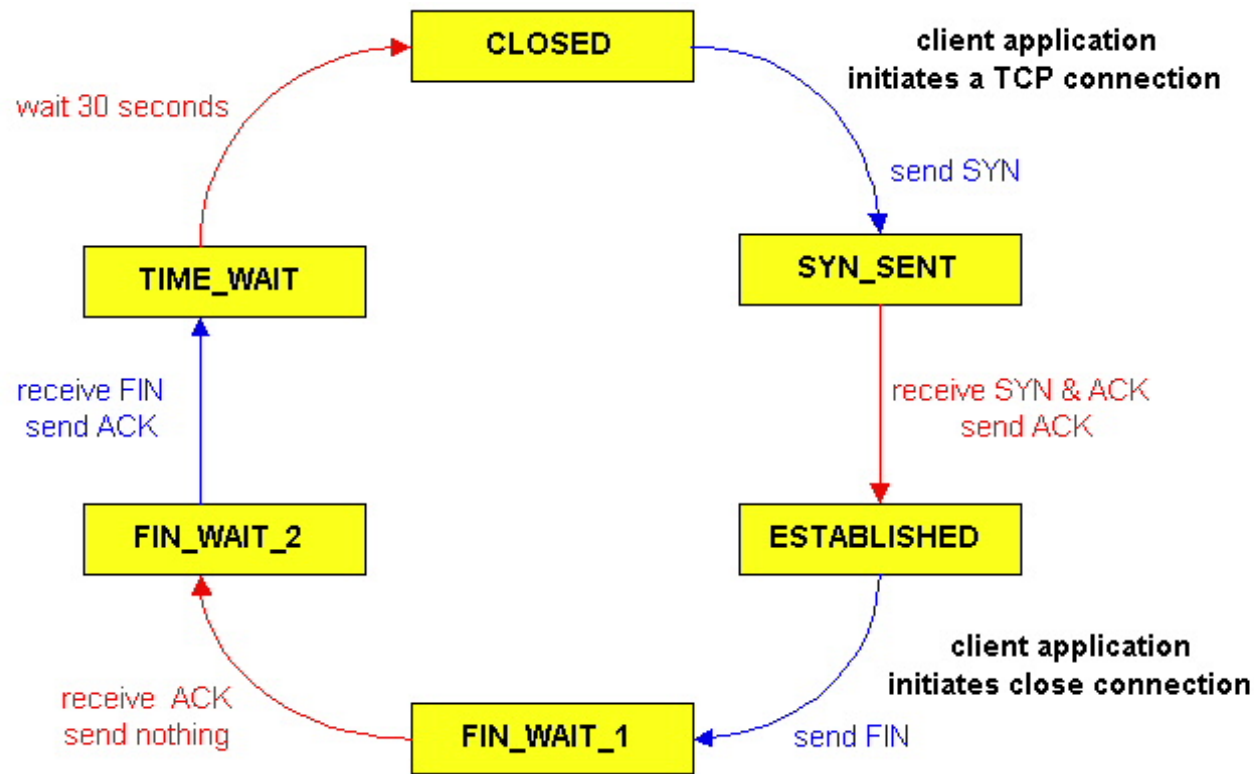 CLOSED
client application
initiates a TCP connection
wait 30 seconds
send SYN
TIME_WAIT
SYN_SENT
receive FIN
send ACK
receive SYN & ACK
send ACK
FIN_WAIT_2
ESTABLISHED
client application
initiates close connection
receive ACK
send nothing
FIN_WAIT_1
send FIN